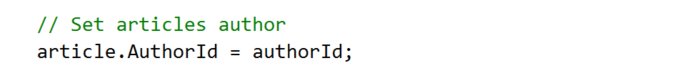 // Set articles author
article.AuthorId = authorId;